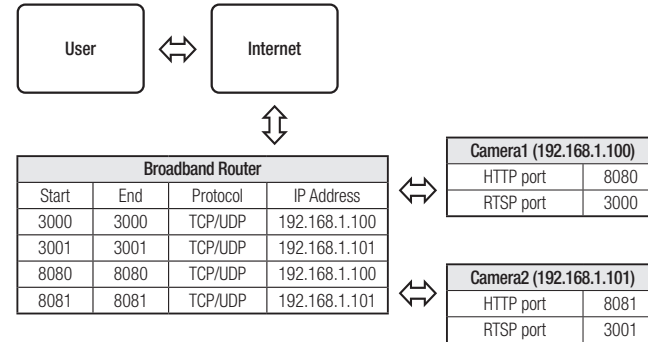 User
Internet
Broadband Router
Start End Protocol IP Address
3000 3000 TCP/UDP 192.168.1.100
3001 3001 TCP/UDP 192.168.1.101
8080 8080 TCP/UDP 192.168.1.100
8081 8081 TCP/UDP 192.168.1.101
Camera1 (192.168.1.100)
HTTP port 8080
RTSP port 3000
Camera2 (192.168.1.101)
HTTP port 8081
RTSP port 3001